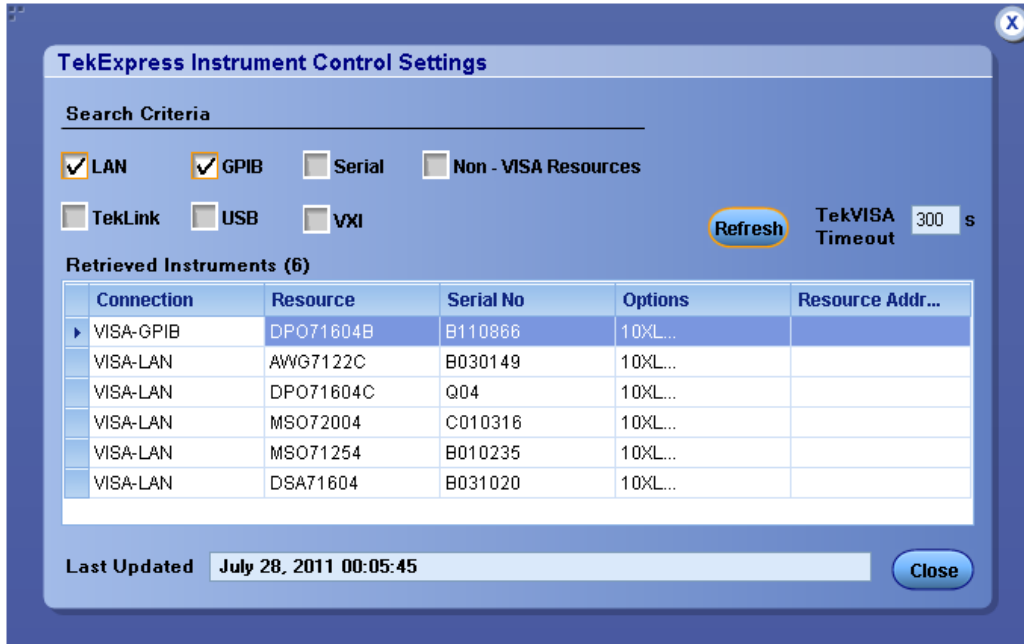 X
TekExpress Instrument Control Settings
Search Criteria
LAN GPIB Serial Non - VISA Resources
TekLink USB VXI
Refresh TekVISA Timeout 300 s
Retrieved Instruments (6)
Connection Resource Serial No Options Resource Addr...
VISA-GPIB DPO71604B B110866 10XL...
VISA-LAN AWG7122C B030149 10XL...
VISA-LAN DPO71604C Q04 10XL...
VISA-LAN MSO72004 C010316 10XL...
VISA-LAN MSO71254 B010235 10XL...
VISA-LAN DSA71604 B031020 10XL...
Last Updated July 28, 2011 00:05:45 Close